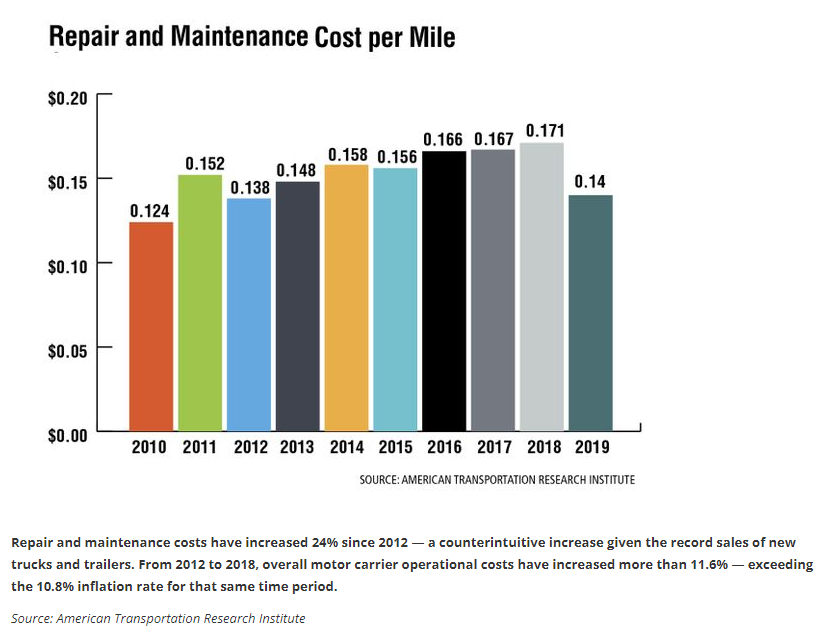 Repair and Maintenance Cost per Mile
$0.20
$0.15
$0.10
$0.05
$0.00
0.124
0.152
0.138
0.148
0.158
0.156
0.166
0.167
0.171
0.14
2010 2011 2012 2013 2014 2015 2016 2017 2018 2019
SOURCE: AMERICAN TRANSPORTATION RESEARCH INSTITUTE
Repair and maintenance costs have increased 24% since 2012 — a counterintuitive increase given the record sales of new
trucks and trailers. From 2012 to 2018, overall motor carrier operational costs have increased more than 11.6% — exceeding
the 10.8% inflation rate for that same time period.
Source: American Transportation Research Institute